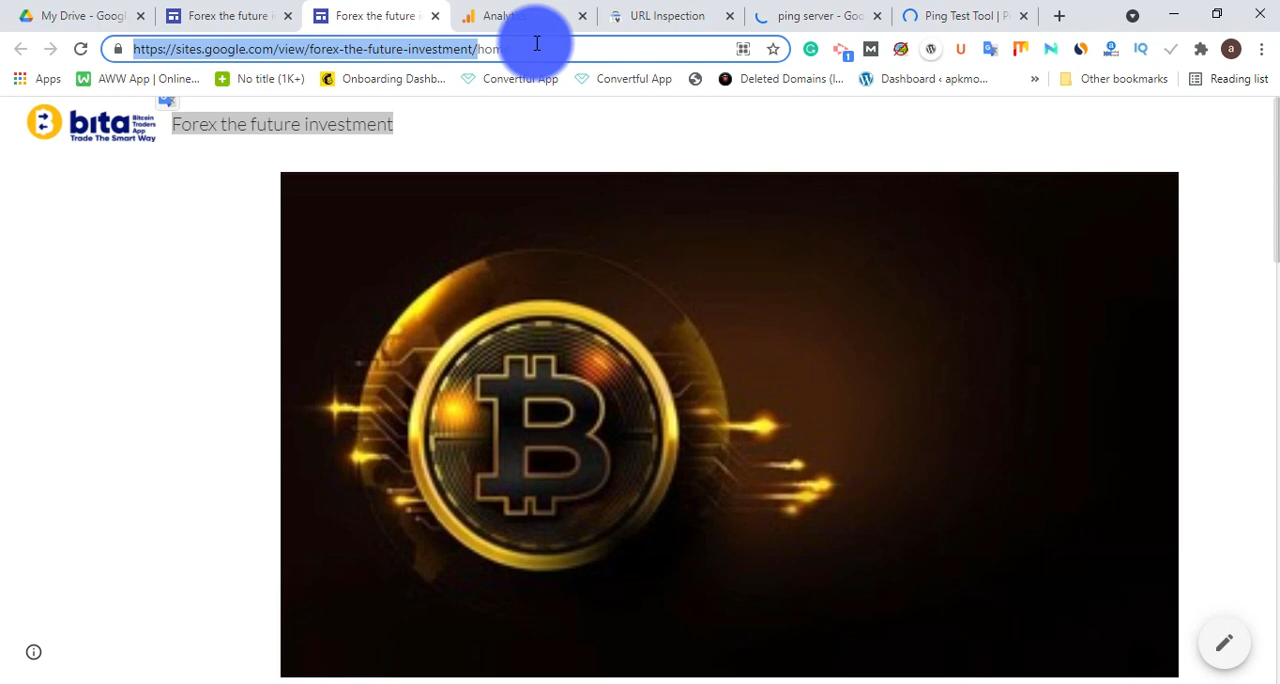 My Drive - Googl
Forex the future i
Forex the future i
Analytics
URL Inspection
ping server - Goo
Ping Test Tool | Pi
https://sites.google.com/view/forex-the-future-investment/home
Apps
AWW App | Online...
No title (1K+)
Onboarding Dashb...
Convertful App
Convertful App
Deleted Domains (l...
Dashboard ‹ apkmo...
»
Other bookmarks
Reading list
bita Bitcoin Traders App
Trade The Smart Way
Forex the future investment